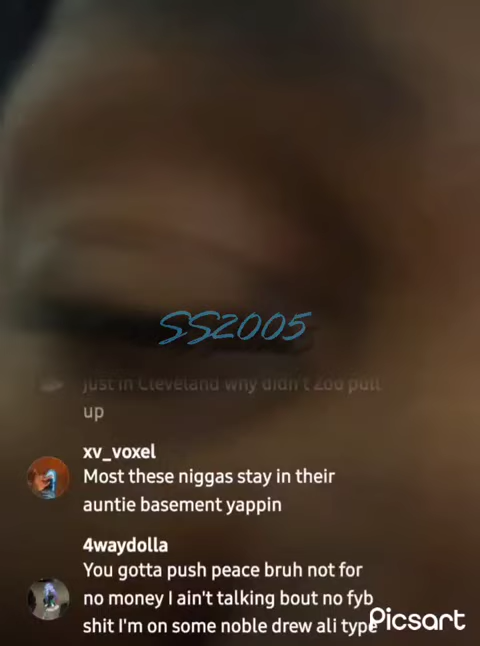 SS2005
just in Cleveland why didn't Zoo pull
up
xv_voxel
Most these niggas stay in their
auntie basement yappin
4waydolla
You gotta push peace bruh not for
no money I ain't talking bout no fyb
shit I'm on some noble drew ali type
Picsart